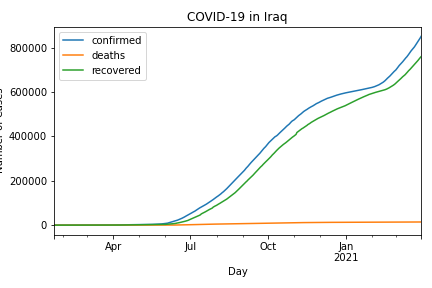 COVID-19 in Iraq
confirmed
deaths
recovered
800000
600000
400000
200000
0
Number of cases
Apr
Jul
Oct
Jan
2021
Day